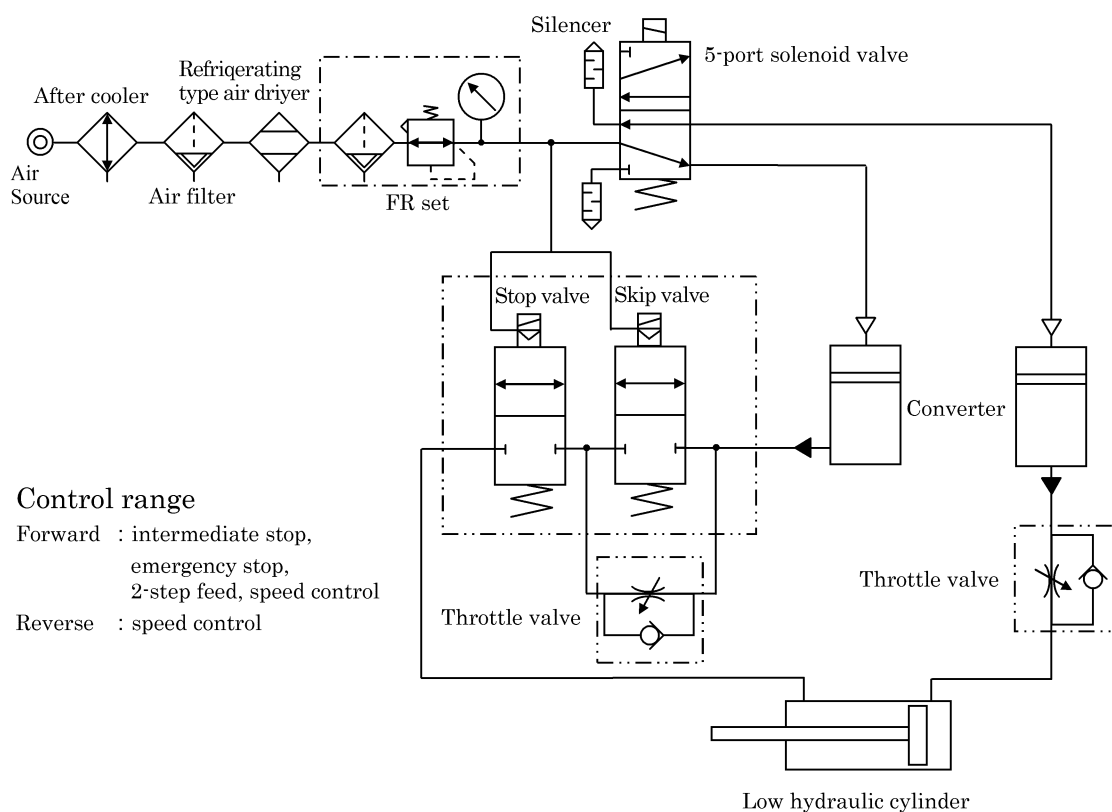 Silencer
5-port solenoid valve
Refriqerating
type air driyer
After cooler
Air
Source
Air filter
FR set
Stop valve
Skip valve
Converter
Control range
Forward : intermediate stop,
emergency stop,
2-step feed, speed control
Reverse : speed control
Throttle valve
Throttle valve
Low hydraulic cylinder